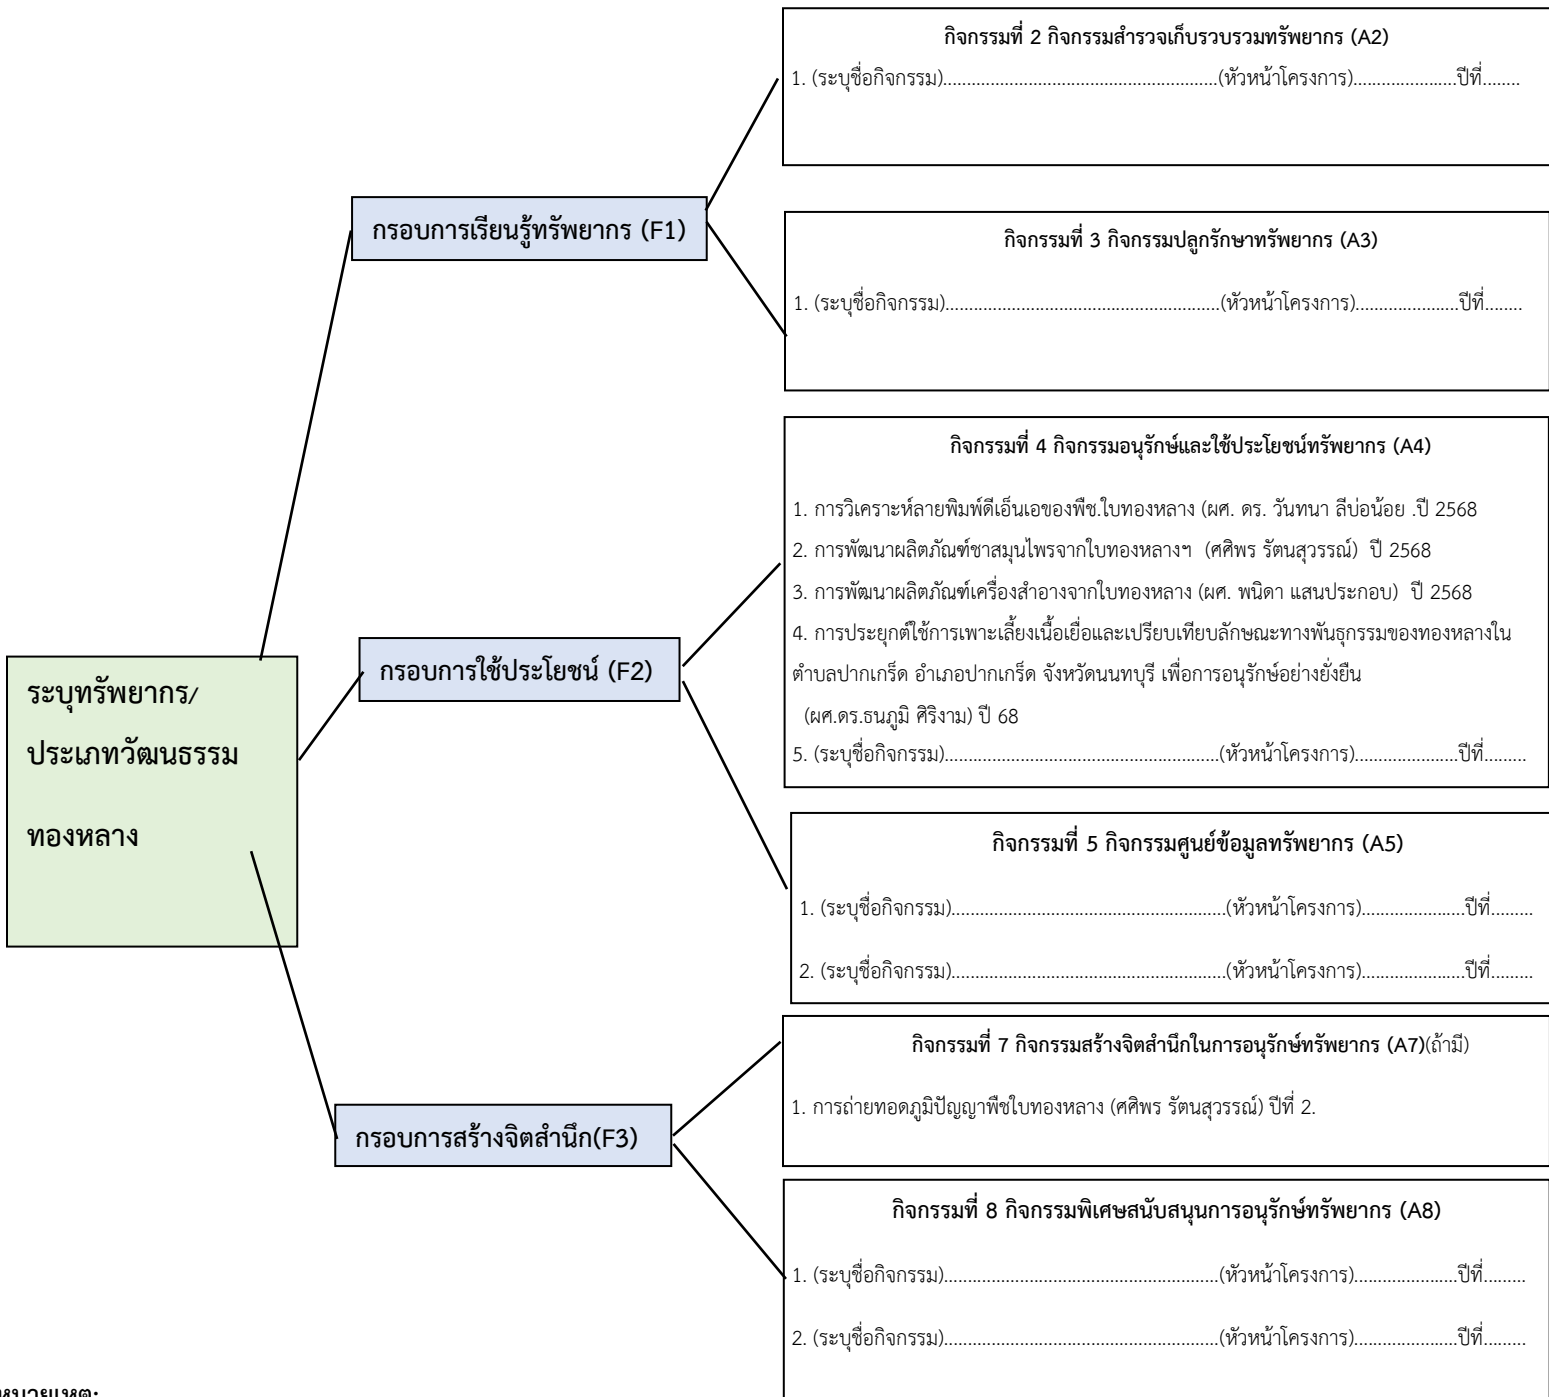 ระบุทรัพยากร/
ประเภทวัฒนธรรม
ทองหลาง
กรอบการเรียนรู้ทรัพยากร (F1)
กิจกรรมที่ 2 กิจกรรมสำรวจเก็บรวบรวมทรัพยากร (A2)
1. (ระบุชื่อกิจกรรม)..........................................................(หัวหน้าโครงการ)......................ปีที่........
กิจกรรมที่ 3 กิจกรรมปลูกรักษาทรัพยากร (A3)
1. (ระบุชื่อกิจกรรม)..........................................................(หัวหน้าโครงการ)......................ปีที่........
กรอบการใช้ประโยชน์ (F2)
กิจกรรมที่ 4 กิจกรรมอนุรักษ์และใช้ประโยชน์ทรัพยากร (A4)
1. การวิเคราะห์ลายพิมพ์ดีเอ็นเอของพืช.ใบทองหลาง (ผศ. ดร. วันทนา ลีบ่อน้อย .ปี 2568
2. การพัฒนาผลิตภัณฑ์ชาสมุนไพรจากใบทองหลางฯ (ศศิพร รัตนสุวรรณ์) ปี 2568
3. การพัฒนาผลิตภัณฑ์เครื่องสำอางจากใบทองหลาง (ผศ. พนิดา แสนประกอบ) ปี 2568
4. การประยุกต์ใช้การเพาะเลี้ยงเนื้อเยื่อและเปรียบเทียบลักษณะทางพันธุกรรมของทองหลางใน
ตำบลปากเกร็ด อำเภอปากเกร็ด จังหวัดนนทบุรี เพื่อการอนุรักษ์อย่างยั่งยืน
(ผศ.ดร.ธนภูมิ ศิริงาม) ปี 68
5. (ระบุชื่อกิจกรรม)..........................................................(หัวหน้าโครงการ)......................ปีที่.........
กิจกรรมที่ 5 กิจกรรมศูนย์ข้อมูลทรัพยากร (A5)
1. (ระบุชื่อกิจกรรม)..........................................................(หัวหน้าโครงการ)......................ปีที่.........
2. (ระบุชื่อกิจกรรม)..........................................................(หัวหน้าโครงการ)......................ปีที่.........
กรอบการสร้างจิตสำนึก(F3)
กิจกรรมที่ 7 กิจกรรมสร้างจิตสำนึกในการอนุรักษ์ทรัพยากร (A7)(ถ้ามี)
1. การถ่ายทอดภูมิปัญญาพืชใบทองหลาง (ศศิพร รัตนสุวรรณ์) ปีที่ 2.
กิจกรรมที่ 8 กิจกรรมพิเศษสนับสนุนการอนุรักษ์ทรัพยากร (A8)
1. (ระบุชื่อกิจกรรม)..........................................................(หัวหน้าโครงการ)......................ปีที่.........
2. (ระบุชื่อกิจกรรม)..........................................................(หัวหน้าโครงการ)......................ปีที่.........
หมายเหตุ: